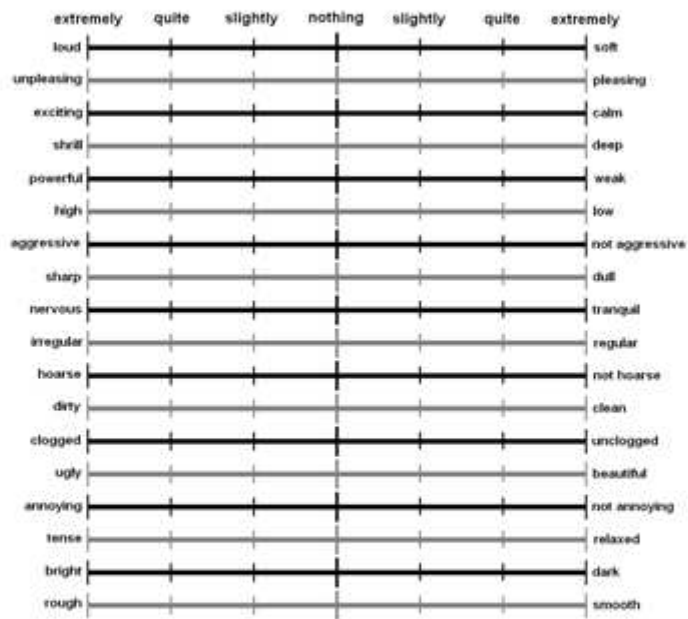 extremely quite slightly nothing slightly quite extremely
loud soft
unpleasing pleasing
exciting calm
shrill deep
powerful weak
high low
aggressive not aggressive
sharp dull
nervous tranquil
irregular regular
hoarse not hoarse
dirty clean
clogged unclogged
ugly beautiful
annoying not annoying
tense relaxed
bright dark
rough smooth